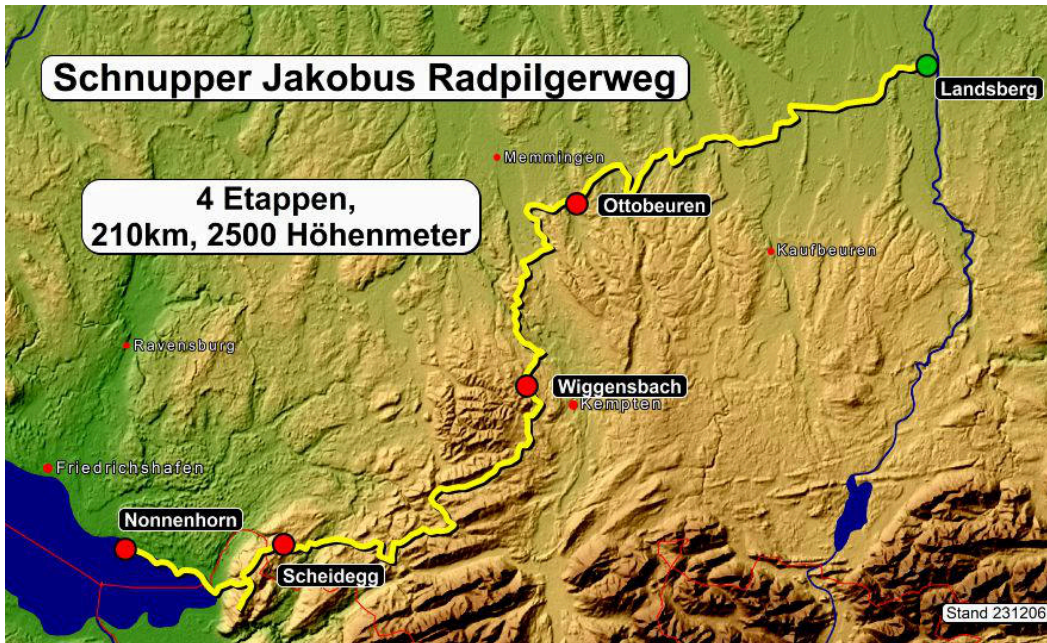 Schnupper Jakobus Radpilgerweg
Landsberg
Memmingen
4 Etappen,
210km, 2500 Höhenmeter
Ottobeuren
Kaufbeuren
Ravensburg
Wiggensbach
Kempten
Friedrichshafen
Nonnenhorn
Scheidegg
Stand 231206